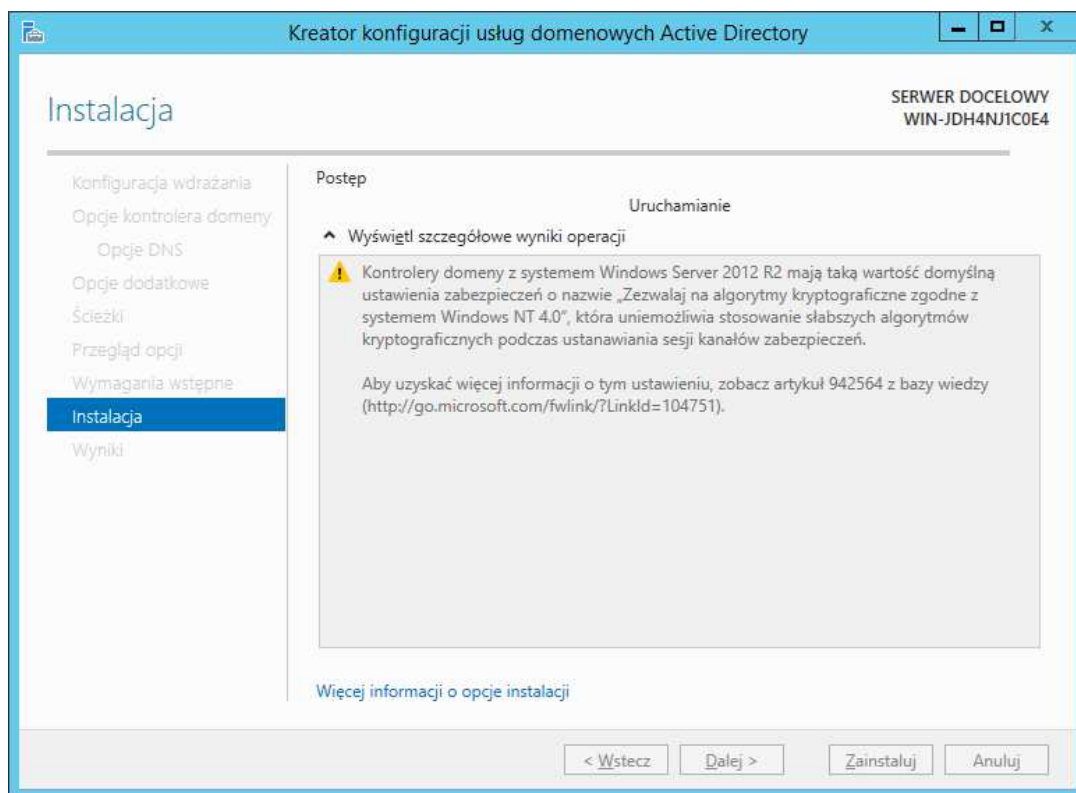 Kreator konfiguracji usług domenowych Active Directory
Instalacja
SERWER DOCELOWY
WIN-JDH4NJ1C0E4
Konfiguracja wdrażania
Opcje kontrolera domeny
Opcje DNS
Opcje dodatkowe
Ścieżki
Przegląd opcji
Wymagania wstępne
Instalacja
Wyniki
Postęp
Uruchamianie
Wyświetl szczegółowe wyniki operacji
Kontrolery domeny z systemem Windows Server 2012 R2 mają taką wartość domyślną
ustawienia zabezpieczeń o nazwie „Zezwalaj na algorytmy kryptograficzne zgodne z
systemem Windows NT 4.0”, która uniemożliwia stosowanie słabszych algorytmów
kryptograficznych podczas ustanawiania sesji kanałów zabezpieczeń.
Aby uzyskać więcej informacji o tym ustawieniu, zobacz artykuł 942564 z bazy wiedzy
(http://go.microsoft.com/fwlink/?LinkId=104751).
Więcej informacji o opcje instalacji
< Wstecz
Dalej >
Zainstaluj
Anuluj